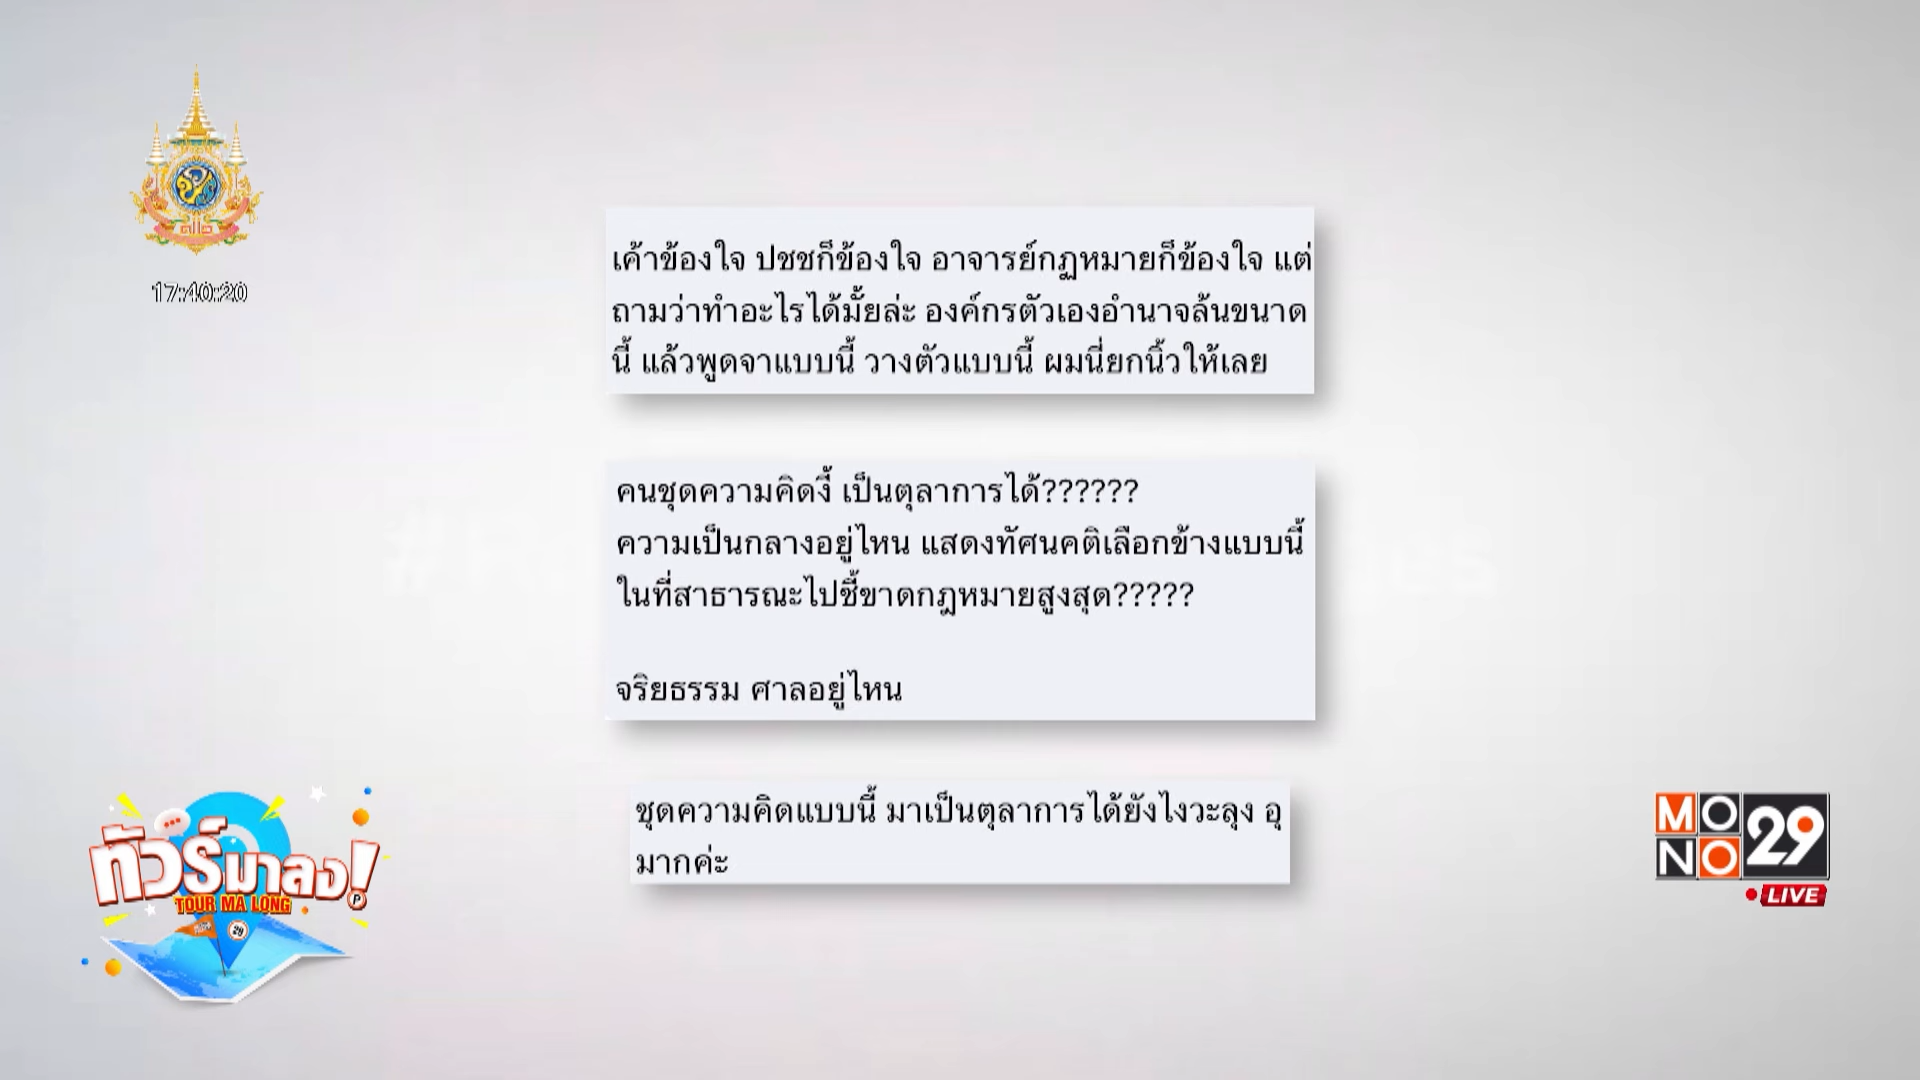 17:40:20
เค้าข้องใจ ปชชก็ข้องใจ อาจารย์กฏหมายก็ข้องใจ แต่
ถามว่าทำอะไรได้มั้ยล่ะ องค์กรตัวเองอำนาจล้นขนาด
นี้ แล้วพูดจาแบบนี้ วางตัวแบบนี้ ผมนี่ยกนิ้วให้เลย
คนชุดความคิดงี้ เป็นตุลาการได้??????
ความเป็นกลางอยู่ไหน แสดงทัศนคติเลือกข้างแบบนี้
ในที่สาธารณะไปชี้ขาดกฎหมายสูงสุด?????
จริยธรรม ศาลอยู่ไหน
ชุดความคิดแบบนี้ มาเป็นตุลาการได้ยังไงวะลุง อุ
มากค่ะ
ทัวร์มาลง!
TOUR MA LONG
29
MONO
29
LIVE